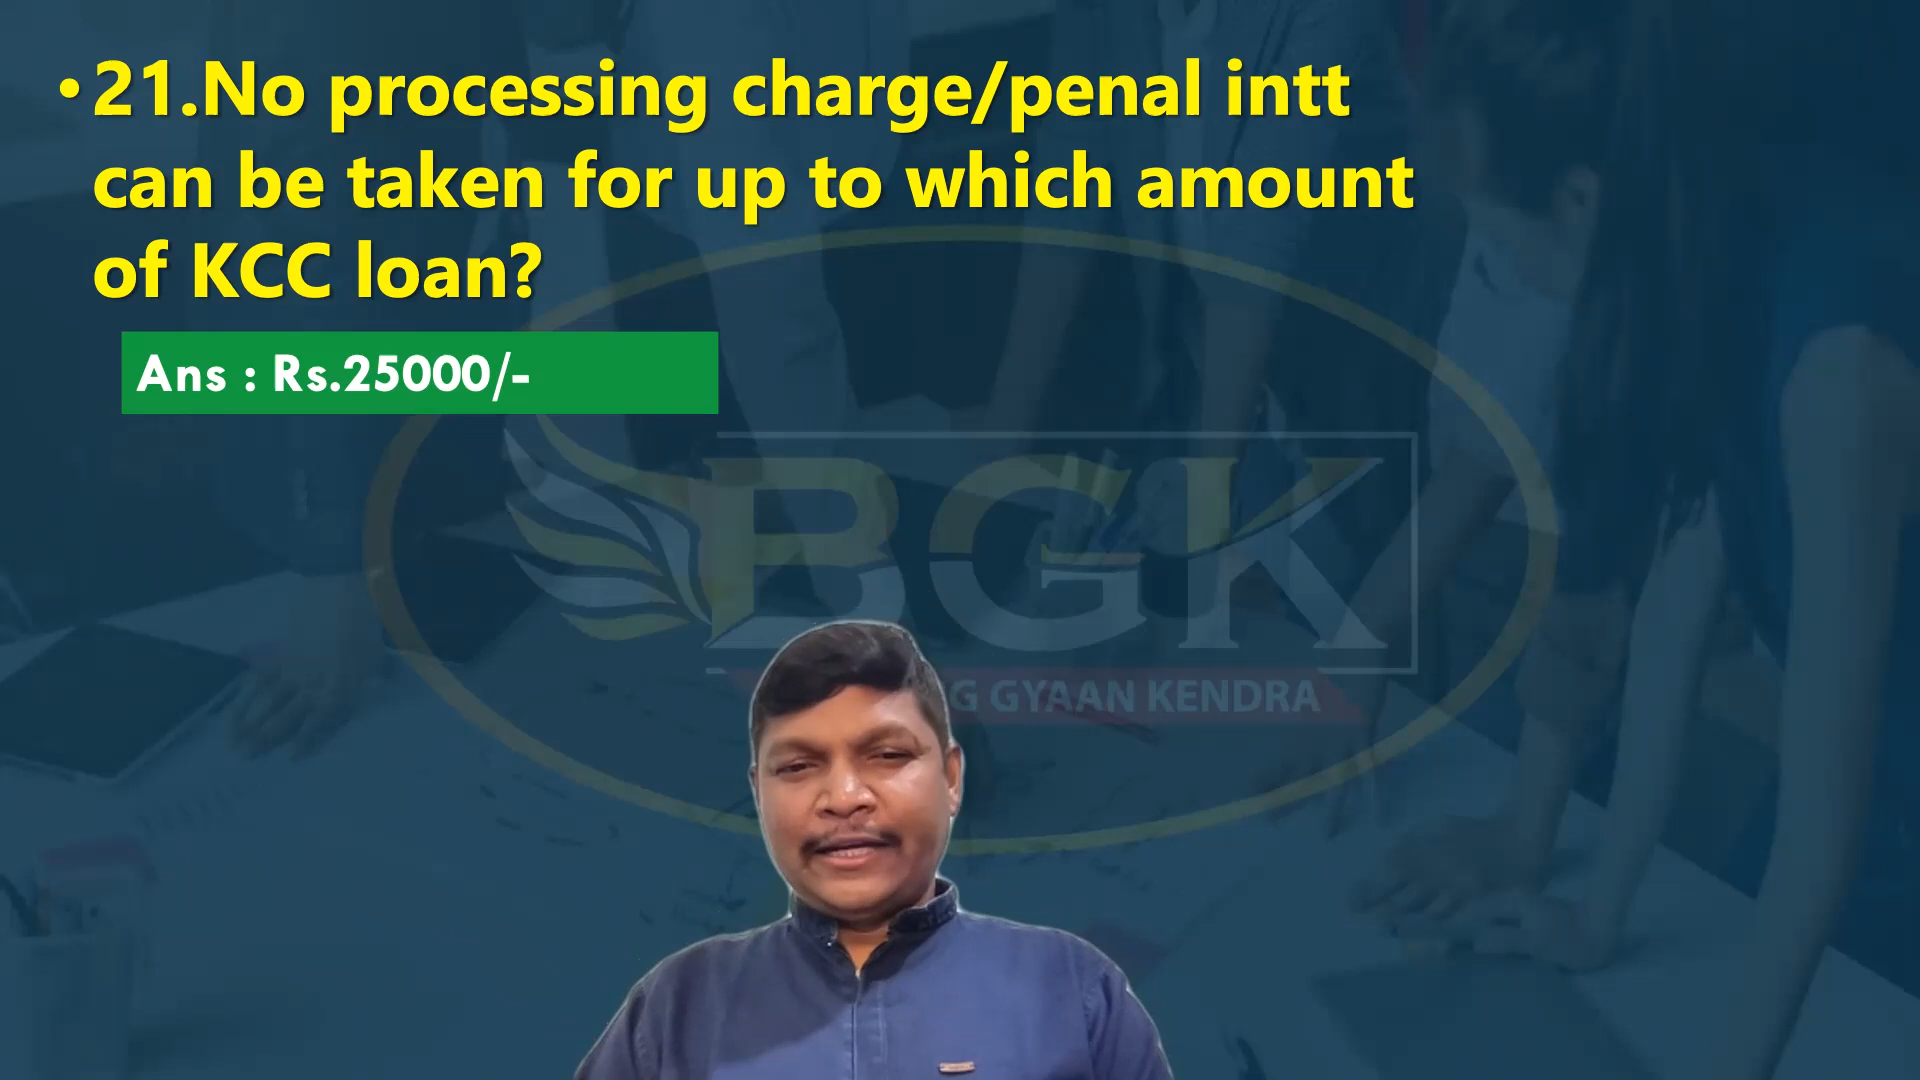 • 21.No processing charge/penal intt
can be taken for up to which amount
of KCC loan?
Ans : Rs.25000/-
BGK
G GYAAN KENDRA